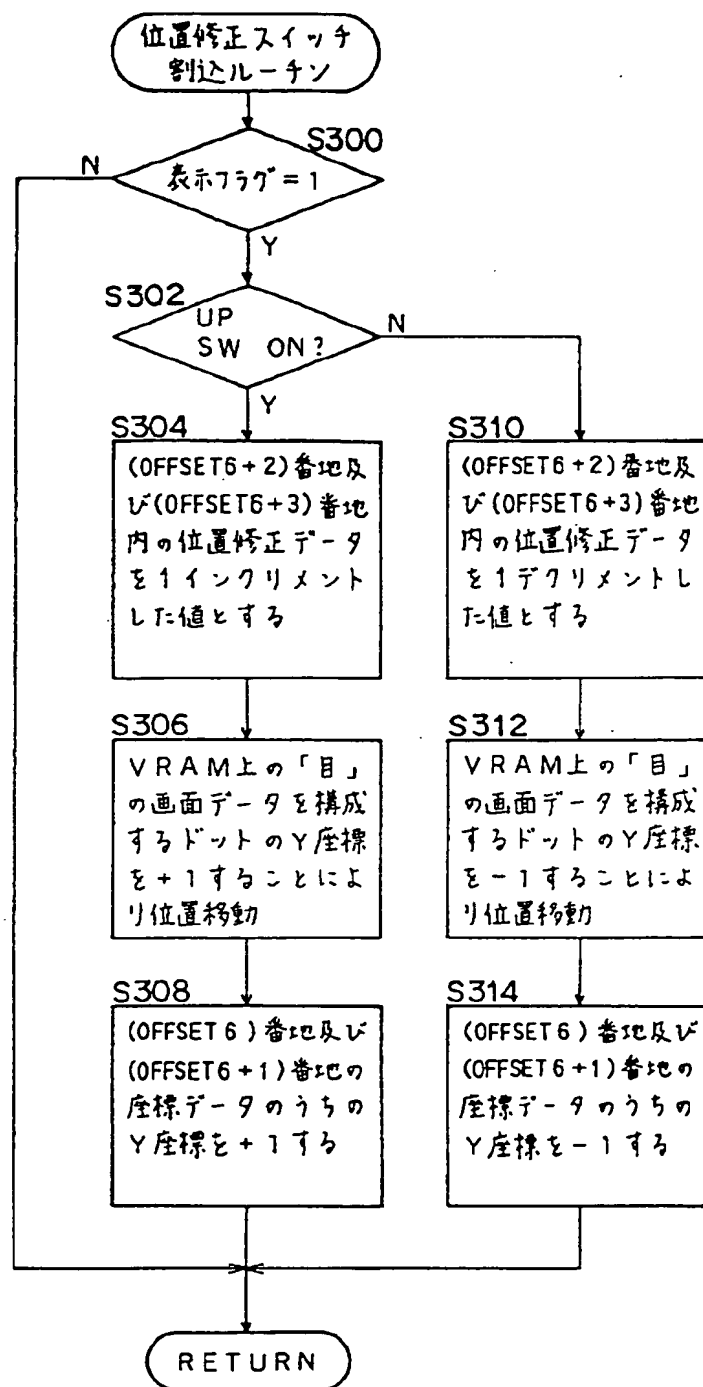 位置修正スイッチ
割込ルーチン
S300
N
表示フラグ=1
Y
S302
UP
SW ON?
N
Y
S304
(OFFSET6+2)番地及
び(OFFSET6+3)番地
内の位置修正データ
を1インクリメント
した値とする
S310
(OFFSET6+2)番地及
び(OFFSET6+3)番地
内の位置修正データ
を1デクリメントし
た値とする
S306
VRAM上の「目」
の画面データを構成
するドットのY座標
を+1することによ
り位置移動
S312
VRAM上の「目」
の画面データを構成
するドットのY座標
を-1することによ
り位置移動
S308
(OFFSET6)番地及び
(OFFSET6+1)番地の
座標データのうちの
Y座標を+1する
S314
(OFFSET6)番地及び
(OFFSET6+1)番地の
座標データのうちの
Y座標を-1する
RETURN